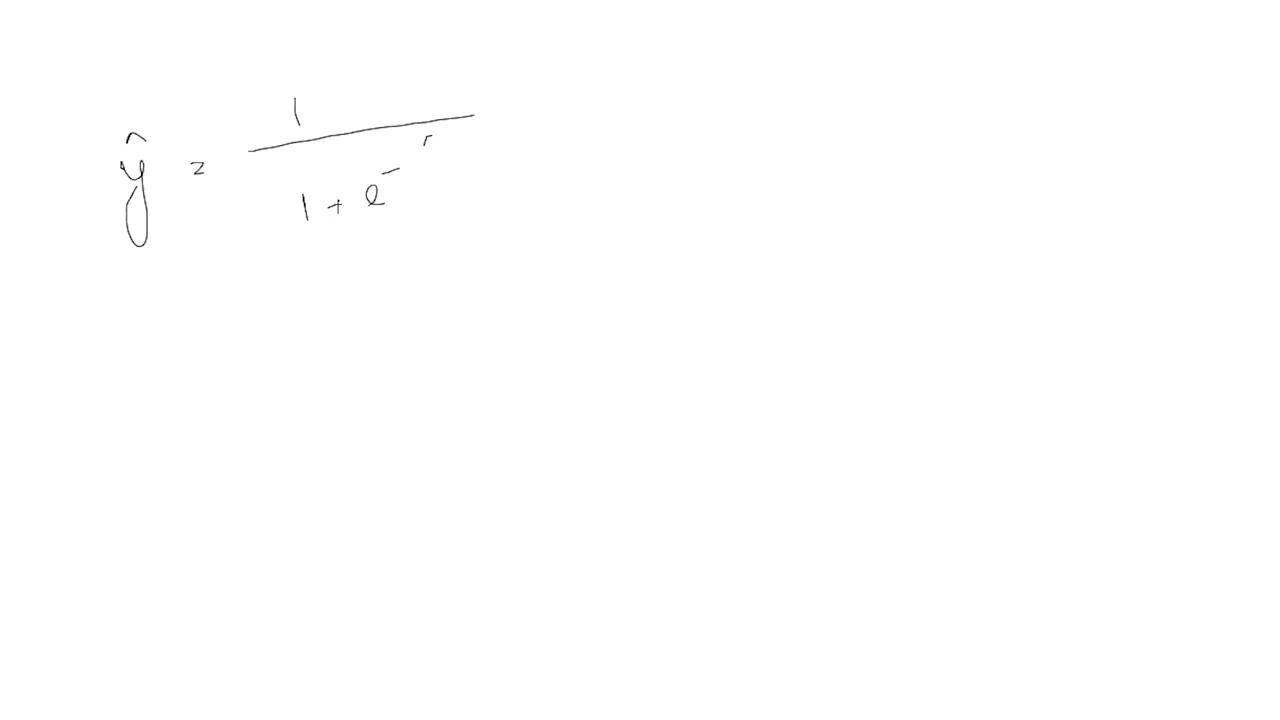 ŷ = 1 / (1 + e^- r)